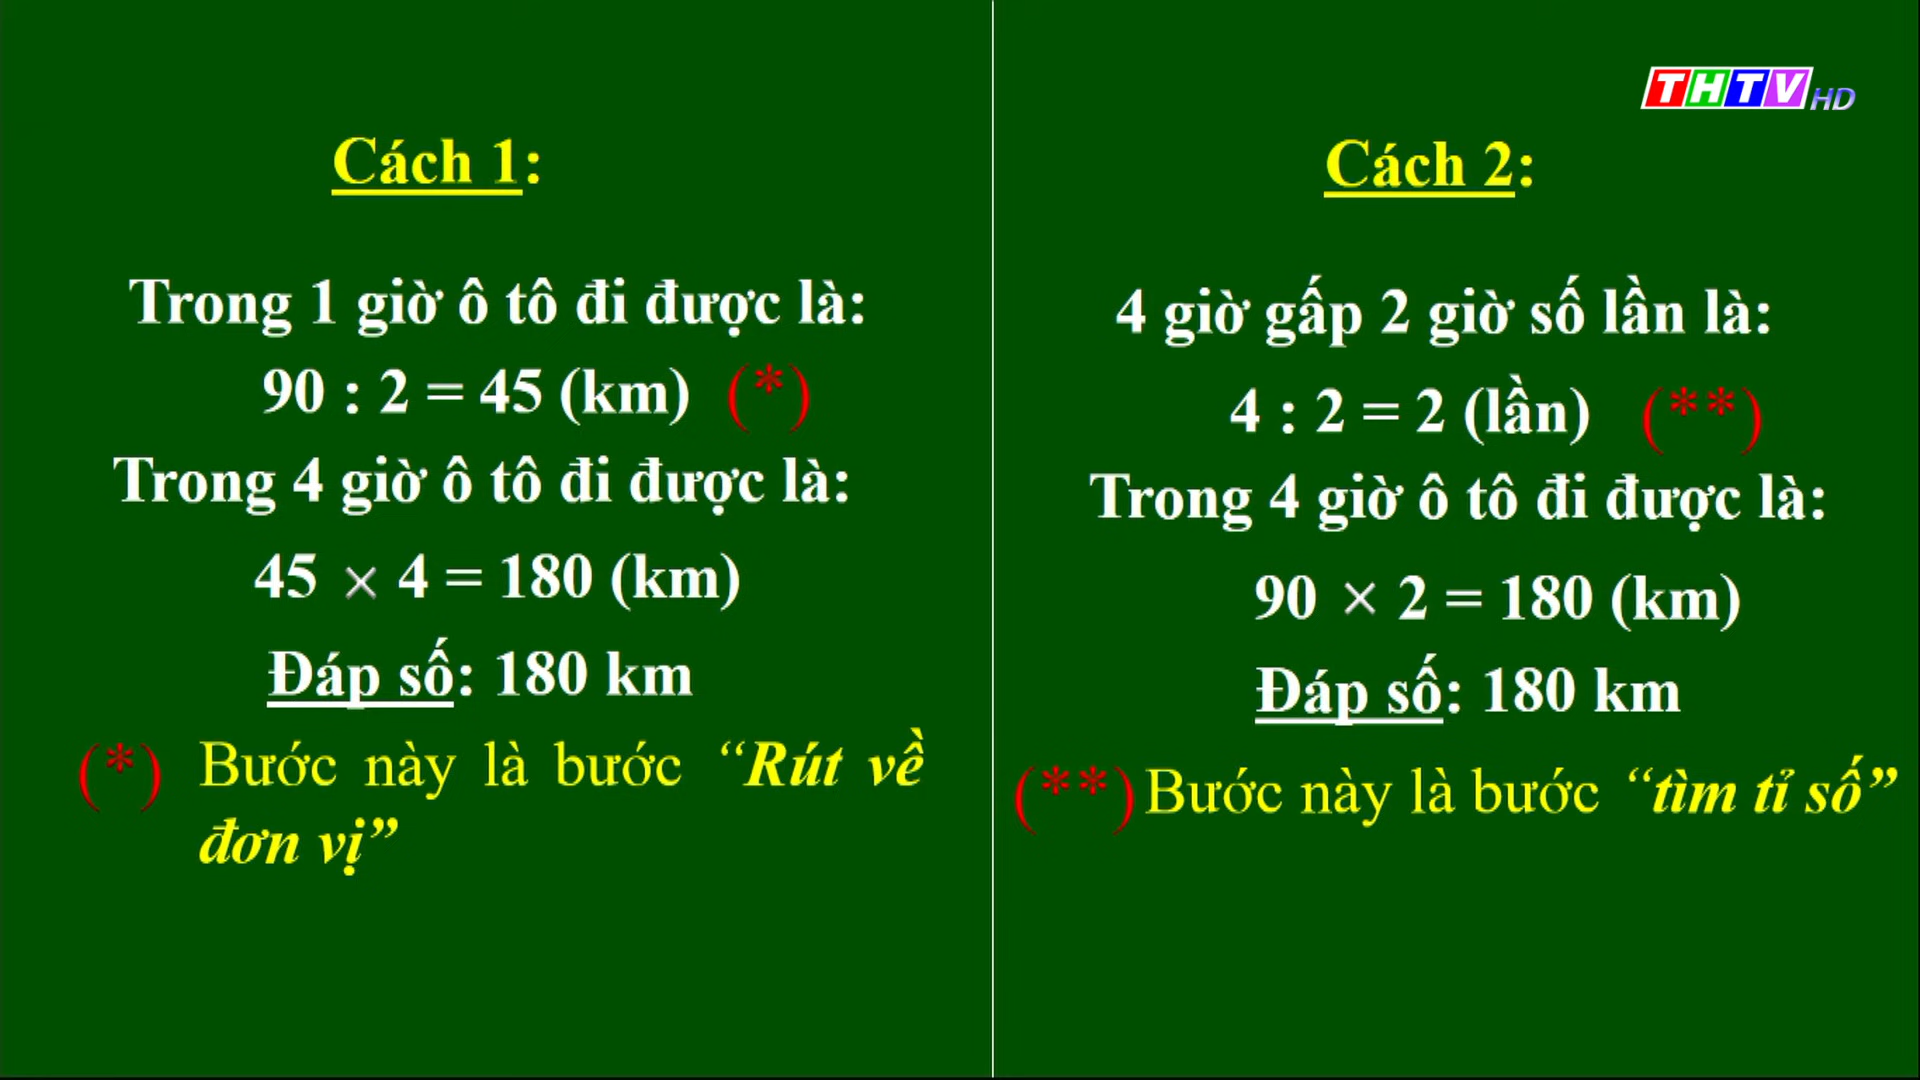 THTV HD
Cách 1:
Trong 1 giờ ô tô đi được là:
90 : 2 = 45 (km) (*)
Trong 4 giờ ô tô đi được là:
45 × 4 = 180 (km)
Đáp số: 180 km
(*) Bước này là bước “Rút về
đơn vị”
Cách 2:
4 giờ gấp 2 giờ số lần là:
4 : 2 = 2 (lần) (**)
Trong 4 giờ ô tô đi được là:
90 × 2 = 180 (km)
Đáp số: 180 km
(**) Bước này là bước “tìm tỉ số”